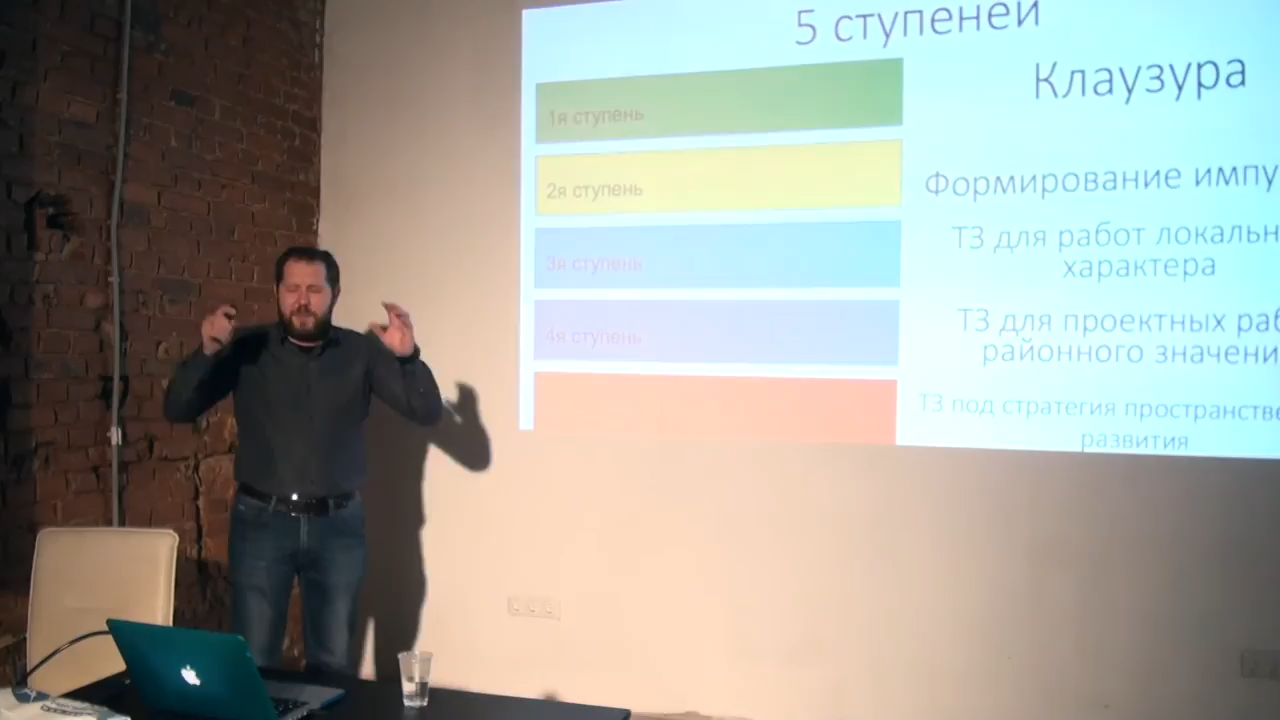 5 ступеней
Клаузура
1я ступень
2я ступень
Формирование импу
3я ступень
ТЗ для работ локальн
характера
4я ступень
ТЗ для проектных раб
районного значени
ТЗ под стратегия пространстве
развития